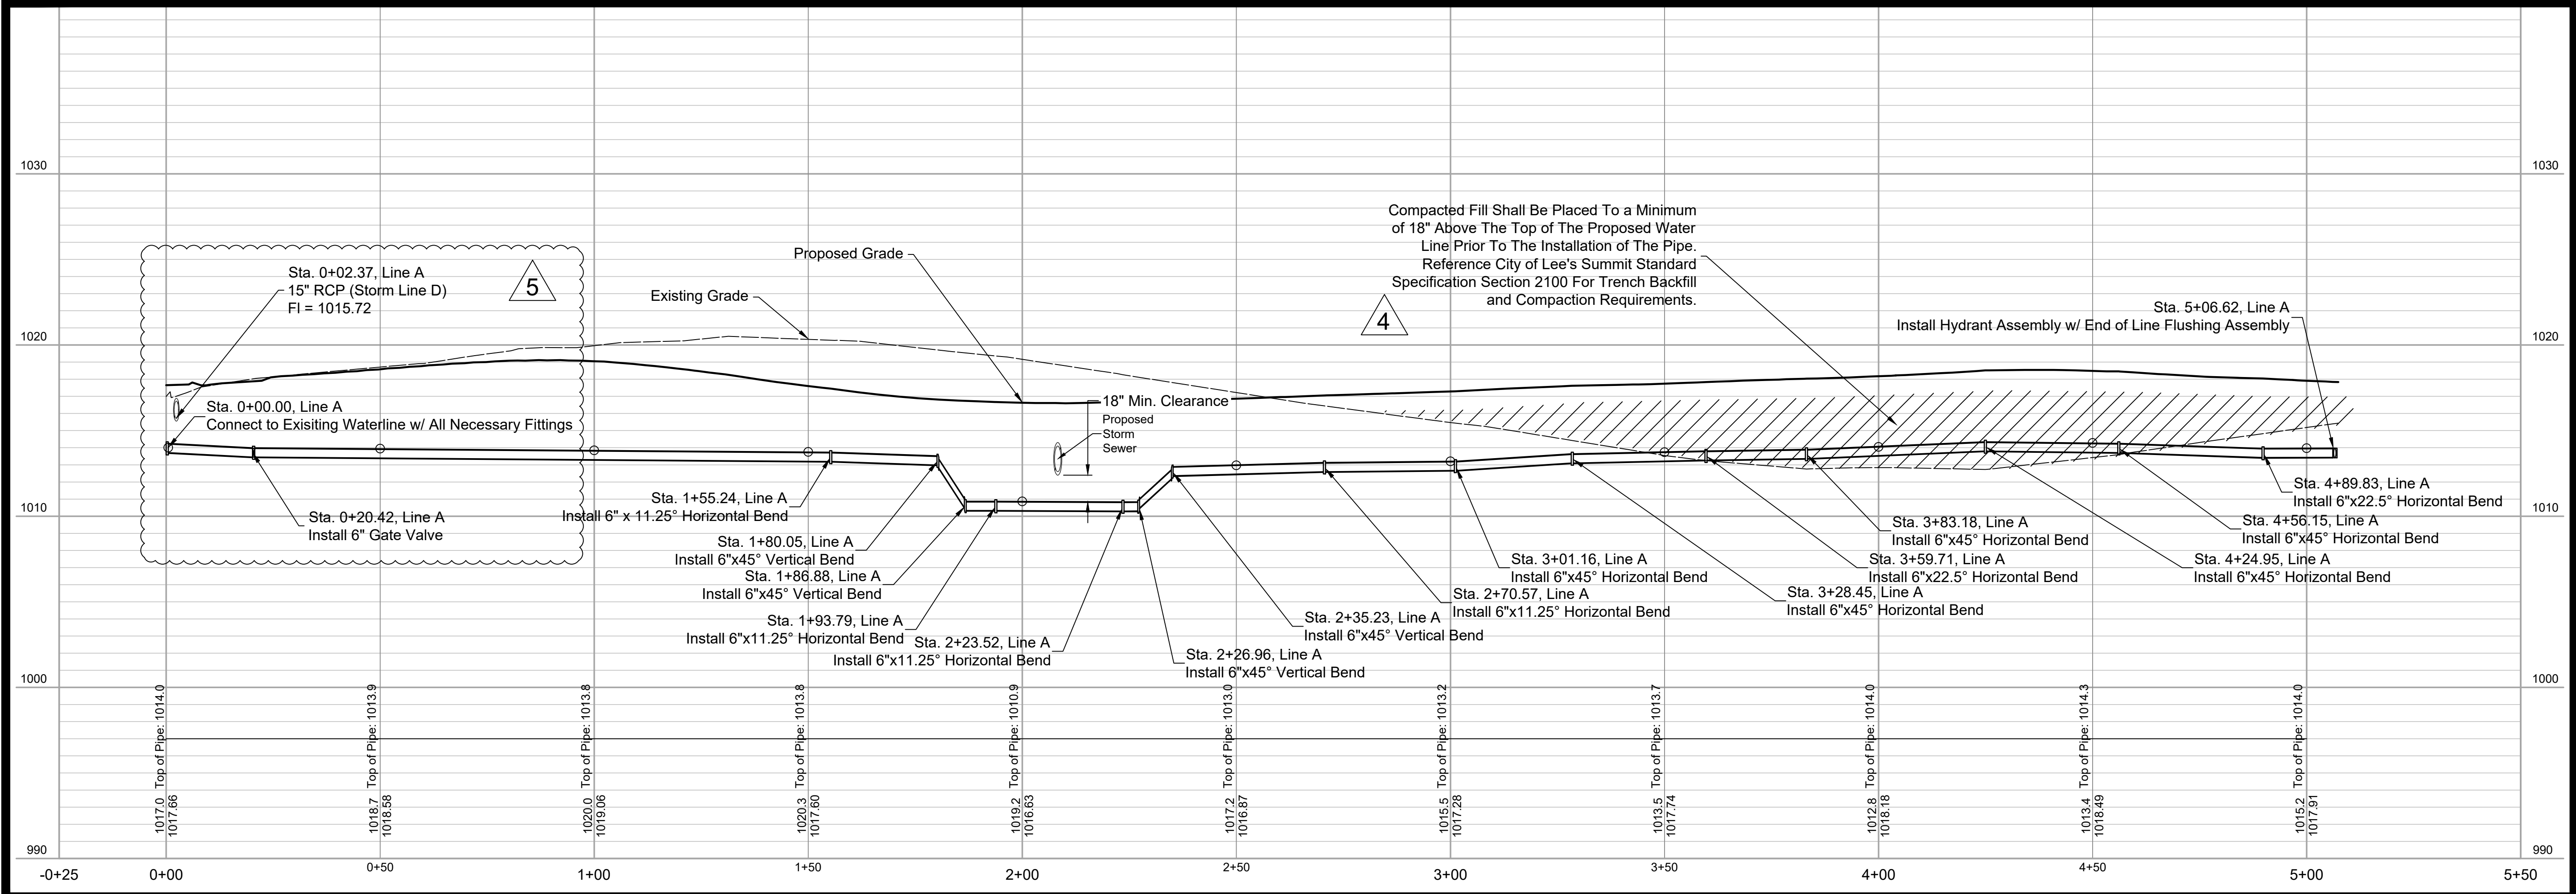 1030
1030
Compacted Fill Shall Be Placed To a Minimum
of 18" Above The Top of The Proposed Water
Line Prior To The Installation of The Pipe.
Reference City of Lee's Summit Standard
Specification Section 2100 For Trench Backfill
and Compaction Requirements.
4
Proposed Grade
Existing Grade
Sta. 0+02.37, Line A
15" RCP (Storm Line D)
Fl = 1015.72
5
Sta. 5+06.62, Line A
Install Hydrant Assembly w/ End of Line Flushing Assembly
1020
1020
Sta. 0+00.00, Line A
Connect to Exisiting Waterline w/ All Necessary Fittings
18" Min. Clearance
Proposed
Storm
Sewer
1010
1010
Sta. 0+20.42, Line A
Install 6" Gate Valve
Sta. 1+55.24, Line A
Install 6" x 11.25° Horizontal Bend
Sta. 1+80.05, Line A
Install 6"x45° Vertical Bend
Sta. 1+86.88, Line A
Install 6"x45° Vertical Bend
Sta. 1+93.79, Line A
Install 6"x11.25° Horizontal Bend
Sta. 2+23.52, Line A
Install 6"x11.25° Horizontal Bend
Sta. 2+26.96, Line A
Install 6"x45° Vertical Bend
Sta. 2+35.23, Line A
Install 6"x45° Vertical Bend
Sta. 2+70.57, Line A
Install 6"x11.25° Horizontal Bend
Sta. 3+01.16, Line A
Install 6"x45° Horizontal Bend
Sta. 3+28.45, Line A
Install 6"x45° Horizontal Bend
Sta. 3+59.71, Line A
Install 6"x22.5° Horizontal Bend
Sta. 3+83.18, Line A
Install 6"x45° Horizontal Bend
Sta. 4+24.95, Line A
Install 6"x45° Horizontal Bend
Sta. 4+56.15, Line A
Install 6"x45° Horizontal Bend
Sta. 4+89.83, Line A
Install 6"x22.5° Horizontal Bend
1000
1000
Top of Pipe: 1014.0
Top of Pipe: 1013.9
Top of Pipe: 1013.8
Top of Pipe: 1013.8
Top of Pipe: 1010.9
Top of Pipe: 1013.0
Top of Pipe: 1013.2
Top of Pipe: 1013.7
Top of Pipe: 1014.0
Top of Pipe: 1014.3
Top of Pipe: 1014.0
1017.0
1017.66
1018.7
1018.58
1020.0
1019.06
1020.3
1017.60
1019.2
1016.63
1017.2
1016.87
1015.5
1017.28
1013.5
1017.74
1012.8
1018.18
1013.4
1018.49
1015.2
1017.91
990
990
-0+25
0+00
0+50
1+00
1+50
2+00
2+50
3+00
3+50
4+00
4+50
5+00
5+50